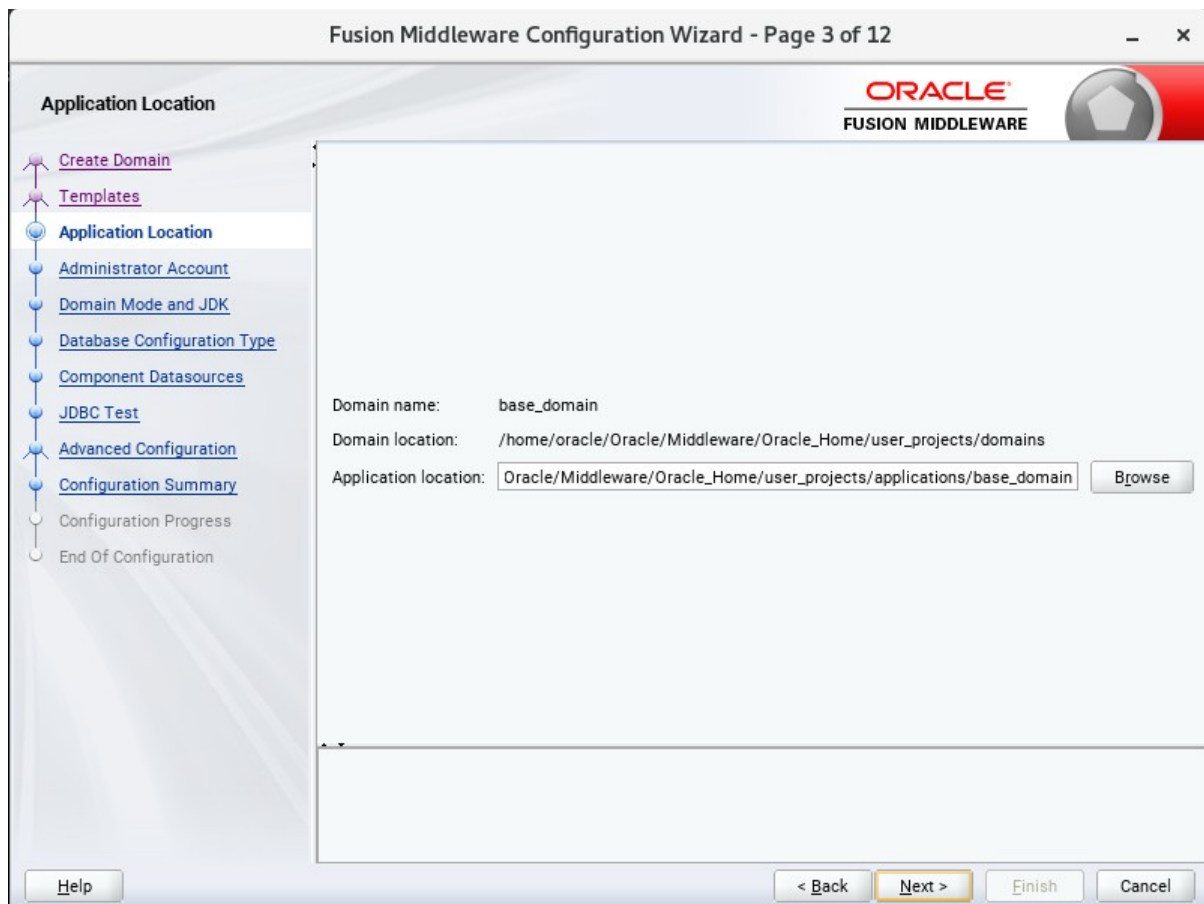 Fusion Middleware Configuration Wizard - Page 3 of 12
Application Location
ORACLE
FUSION MIDDLEWARE
Create Domain
Templates
Application Location
Administrator Account
Domain Mode and JDK
Database Configuration Type
Component Datasources
JDBC Test
Advanced Configuration
Configuration Summary
Configuration Progress
End Of Configuration
Domain name: base_domain
Domain location: /home/oracle/Oracle/Middleware/Oracle_Home/user_projects/domains
Application location: Oracle/Middleware/Oracle_Home/user_projects/applications/base_domain Browse
Help < Back Next > Finish Cancel